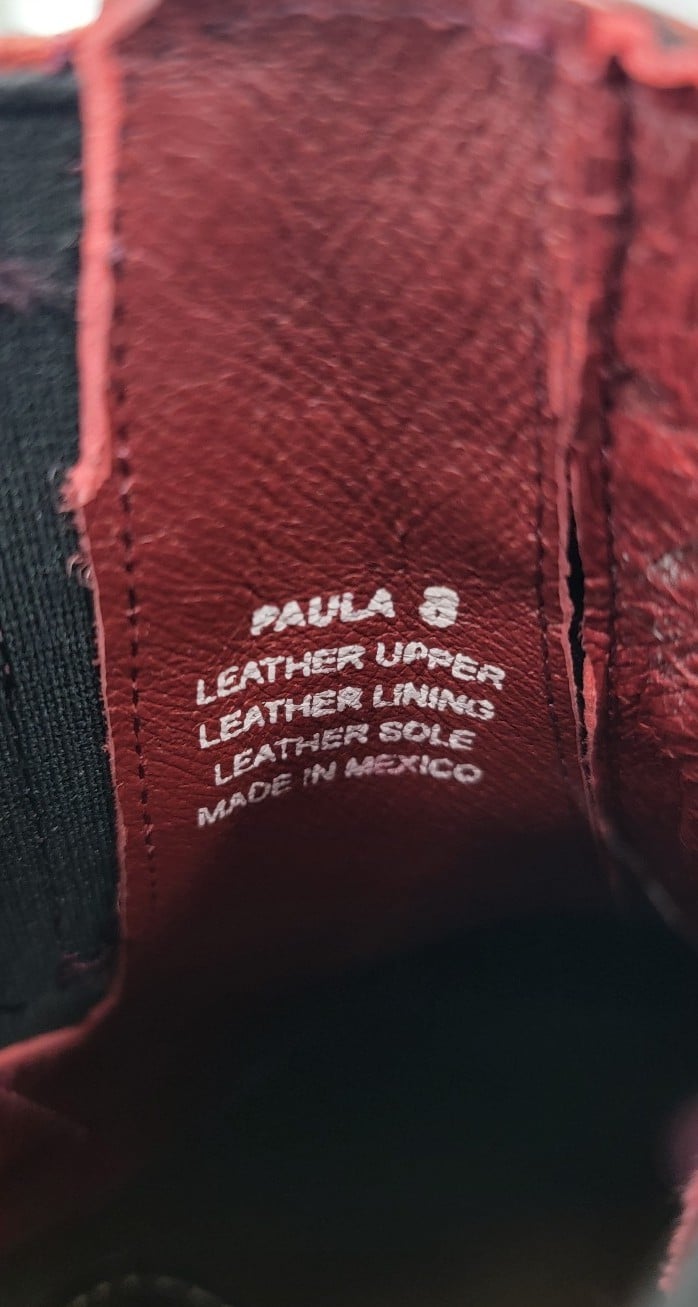 PAULA 8
LEATHER UPPER
LEATHER LINING
LEATHER SOLE
MADE IN MEXICO